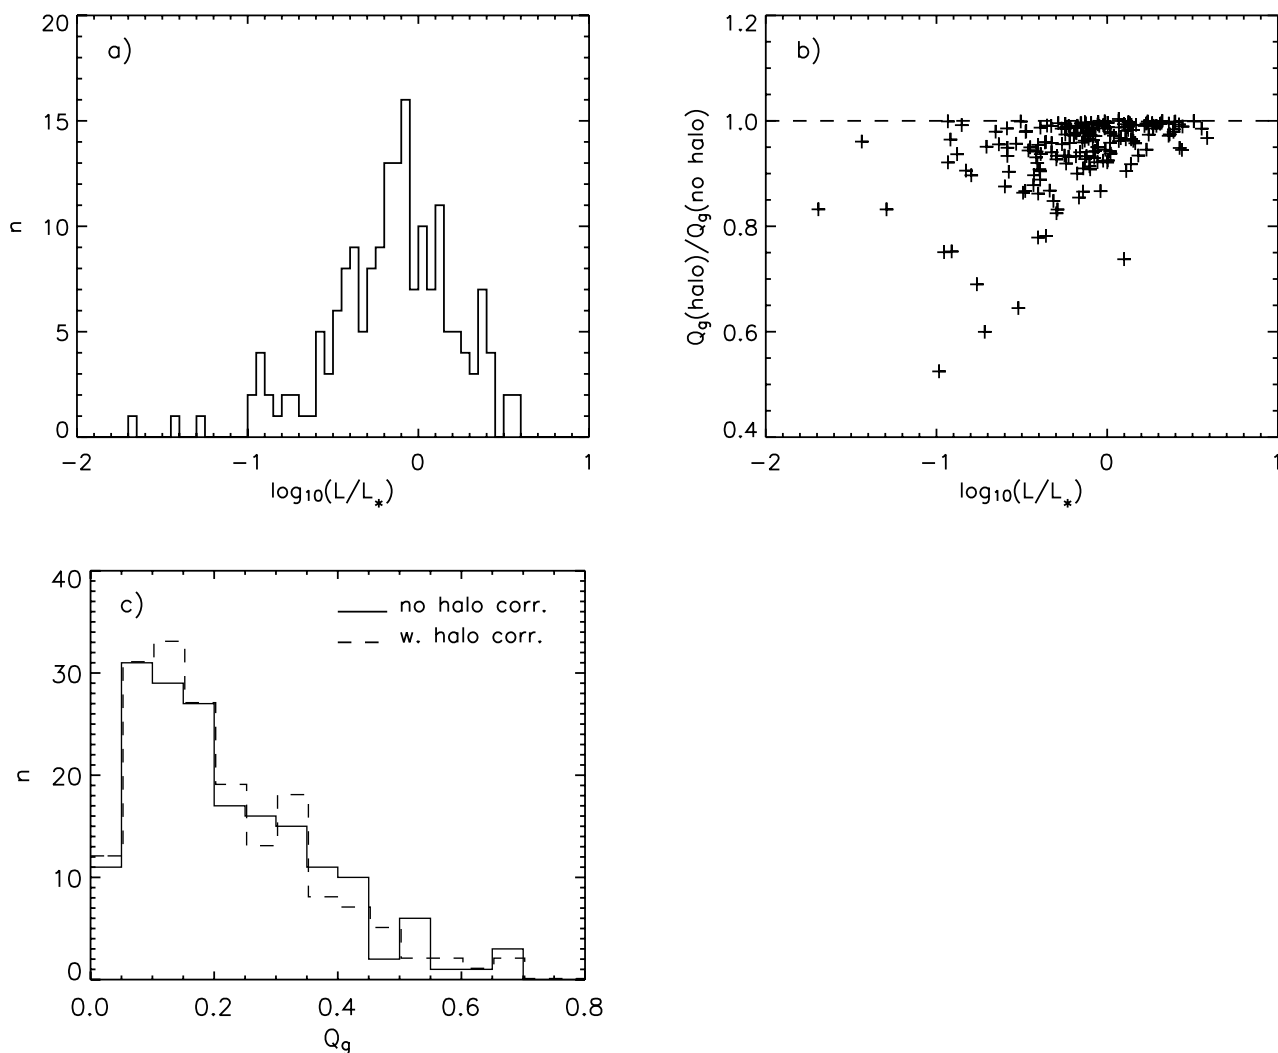 a)
20
15
10
5
0
n
−2
−1
0
1
log₁₀(L/L*)
b)
1.2
1.0
0.8
0.6
0.4
Qg(halo)/Qg(no halo)
−2
−1
0
1
log₁₀(L/L*)
c)
no halo corr.
w. halo corr.
40
30
20
10
0
n
0.0
0.2
0.4
0.6
0.8
Qg